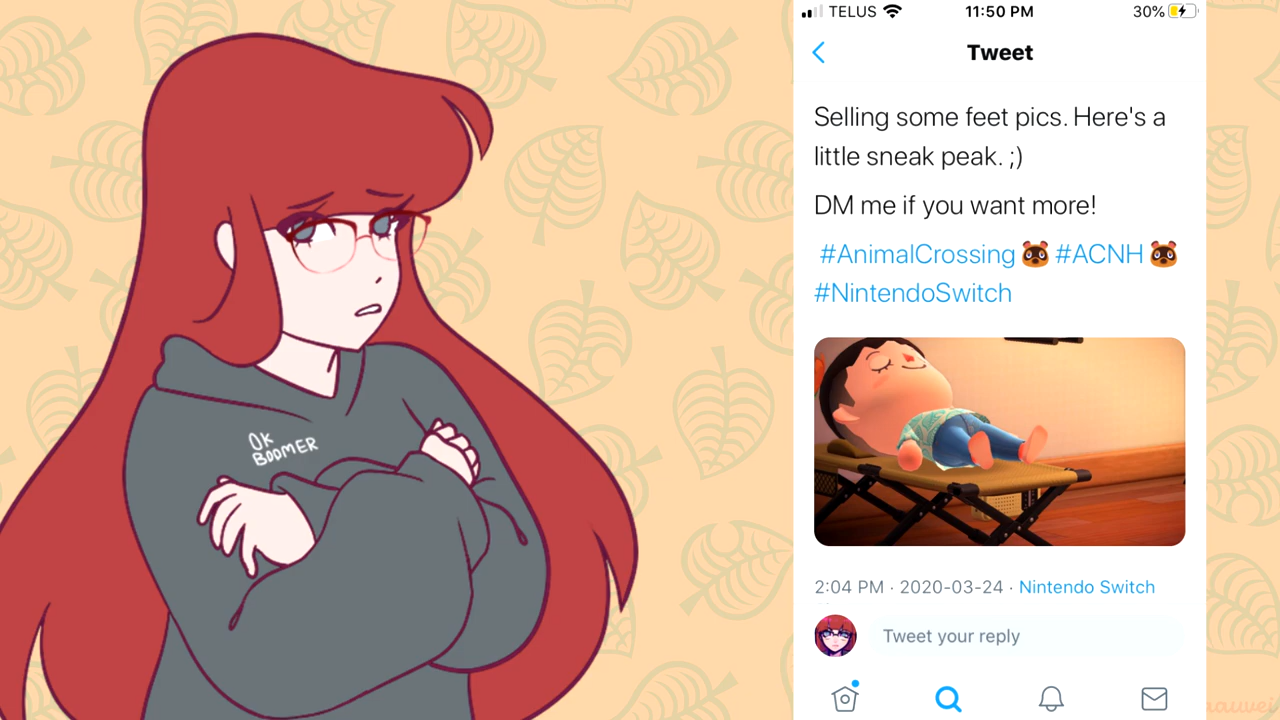 OK
BOOMER
TELUS 11:50 PM 30%
Tweet
Selling some feet pics. Here's a
little sneak peak. ;)
DM me if you want more!
#AnimalCrossing #ACNH
#NintendoSwitch
2:04 PM · 2020-03-24 · Nintendo Switch
Tweet your reply